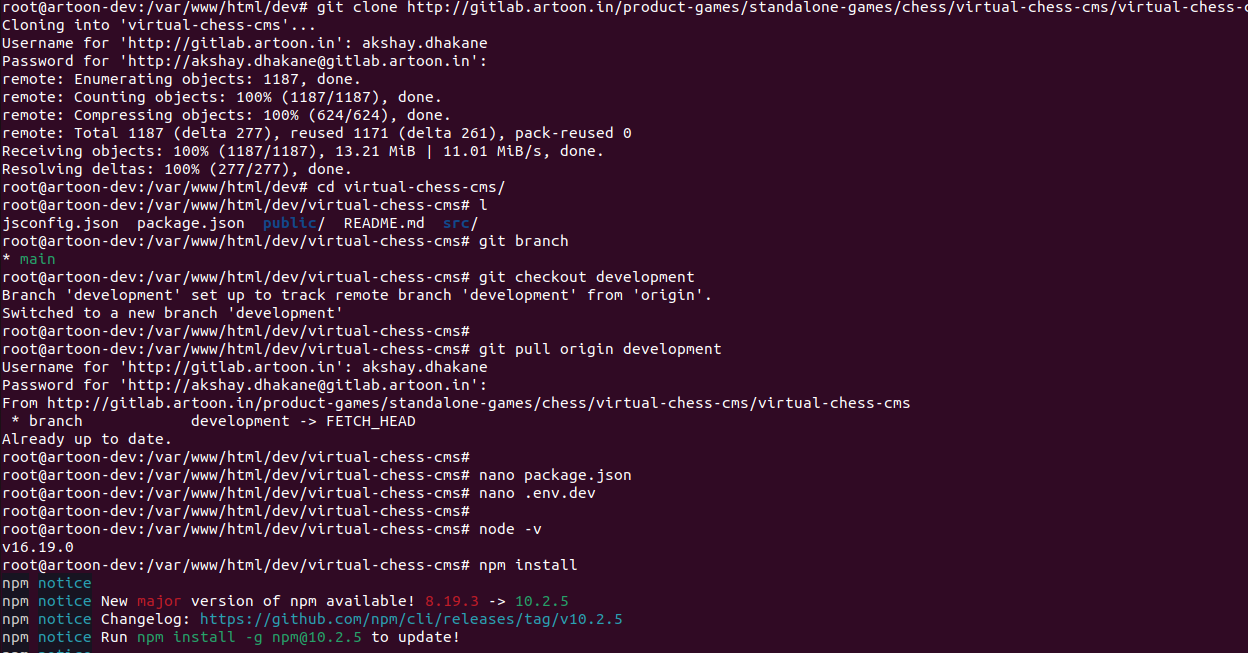 root@artoon-dev:/var/www/html/dev# git clone http://gitlab.artoon.in/product-games/standalone-games/chess/virtual-chess-cms/virtual-chess-
Cloning into 'virtual-chess-cms'...
Username for 'http://gitlab.artoon.in': akshay.dhakane
Password for 'http://akshay.dhakane@gitlab.artoon.in':
remote: Enumerating objects: 1187, done.
remote: Counting objects: 100% (1187/1187), done.
remote: Compressing objects: 100% (624/624), done.
remote: Total 1187 (delta 277), reused 1171 (delta 261), pack-reused 0
Receiving objects: 100% (1187/1187), 13.21 MiB | 11.01 MiB/s, done.
Resolving deltas: 100% (277/277), done.
root@artoon-dev:/var/www/html/dev# cd virtual-chess-cms/
root@artoon-dev:/var/www/html/dev/virtual-chess-cms# l
jsconfig.json  package.json  public/  README.md  src/
root@artoon-dev:/var/www/html/dev/virtual-chess-cms# git branch
* main
root@artoon-dev:/var/www/html/dev/virtual-chess-cms# git checkout development
Branch 'development' set up to track remote branch 'development' from 'origin'.
Switched to a new branch 'development'
root@artoon-dev:/var/www/html/dev/virtual-chess-cms#
root@artoon-dev:/var/www/html/dev/virtual-chess-cms# git pull origin development
Username for 'http://gitlab.artoon.in': akshay.dhakane
Password for 'http://akshay.dhakane@gitlab.artoon.in':
From http://gitlab.artoon.in/product-games/standalone-games/chess/virtual-chess-cms/virtual-chess-cms
 * branch            development -> FETCH_HEAD
Already up to date.
root@artoon-dev:/var/www/html/dev/virtual-chess-cms#
root@artoon-dev:/var/www/html/dev/virtual-chess-cms# nano package.json
root@artoon-dev:/var/www/html/dev/virtual-chess-cms# nano .env.dev
root@artoon-dev:/var/www/html/dev/virtual-chess-cms#
root@artoon-dev:/var/www/html/dev/virtual-chess-cms# node -v
v16.19.0
root@artoon-dev:/var/www/html/dev/virtual-chess-cms# npm install
npm notice
npm notice New major version of npm available! 8.19.3 -> 10.2.5
npm notice Changelog: https://github.com/npm/cli/releases/tag/v10.2.5
npm notice Run npm install -g npm@10.2.5 to update!